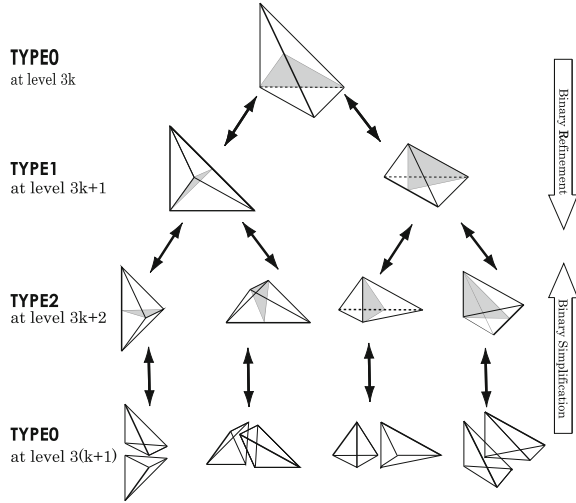 TYPE0
at level 3k
TYPE1
at level 3k+1
TYPE2
at level 3k+2
TYPE0
at level 3(k+1)
Binary Refinement
Binary Simplification